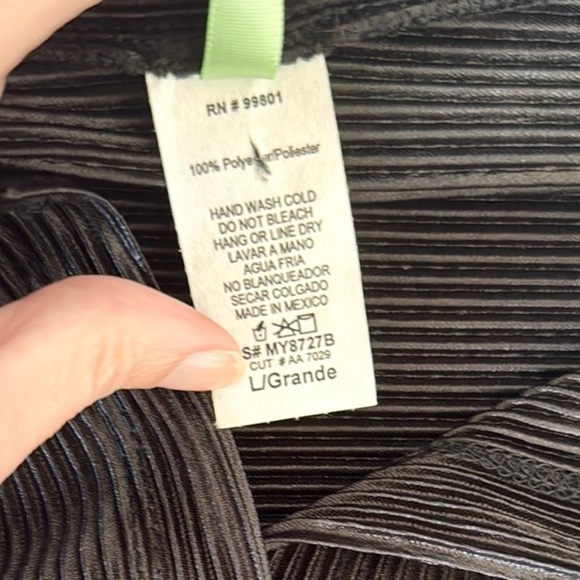 RN # 99801
100% Polyester/Poliester
HAND WASH COLD
DO NOT BLEACH
HANG OR LINE DRY
LAVAR A MANO
AGUA FRIA
NO BLANQUEADOR
SECAR COLGADO
MADE IN MEXICO
S# MY8727B
CUT # AA 7029
L/Grande